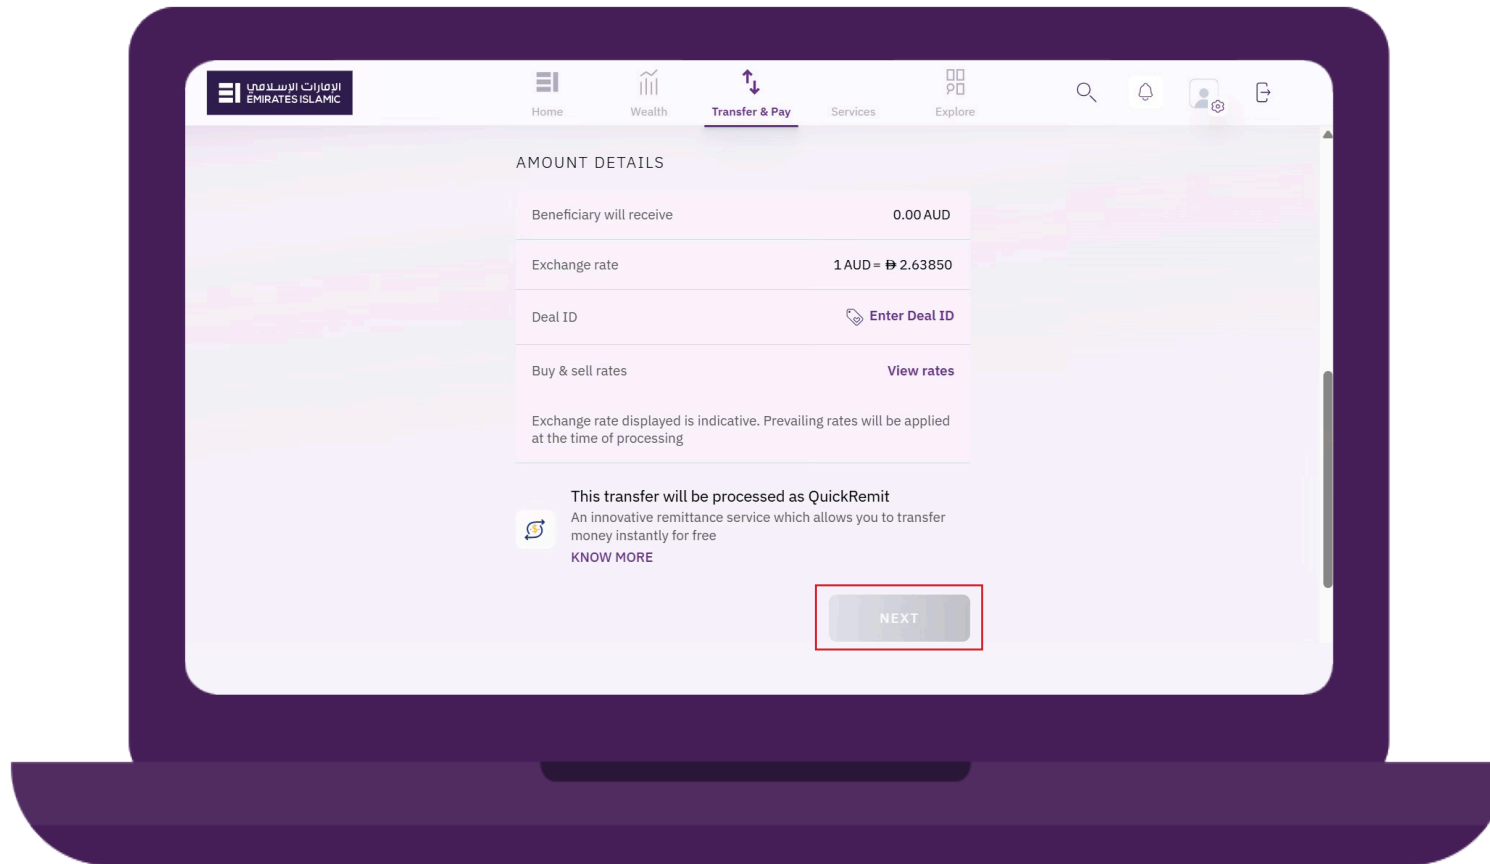 الإمارات الإسلامي
EMIRATES ISLAMIC
Home
Wealth
Transfer & Pay
Services
Explore
AMOUNT DETAILS
Beneficiary will receive 0.00 AUD
Exchange rate 1 AUD = 2.63850
Deal ID Enter Deal ID
Buy & sell rates View rates
Exchange rate displayed is indicative. Prevailing rates will be applied
at the time of processing
This transfer will be processed as QuickRemit
An innovative remittance service which allows you to transfer
money instantly for free
KNOW MORE
NEXT